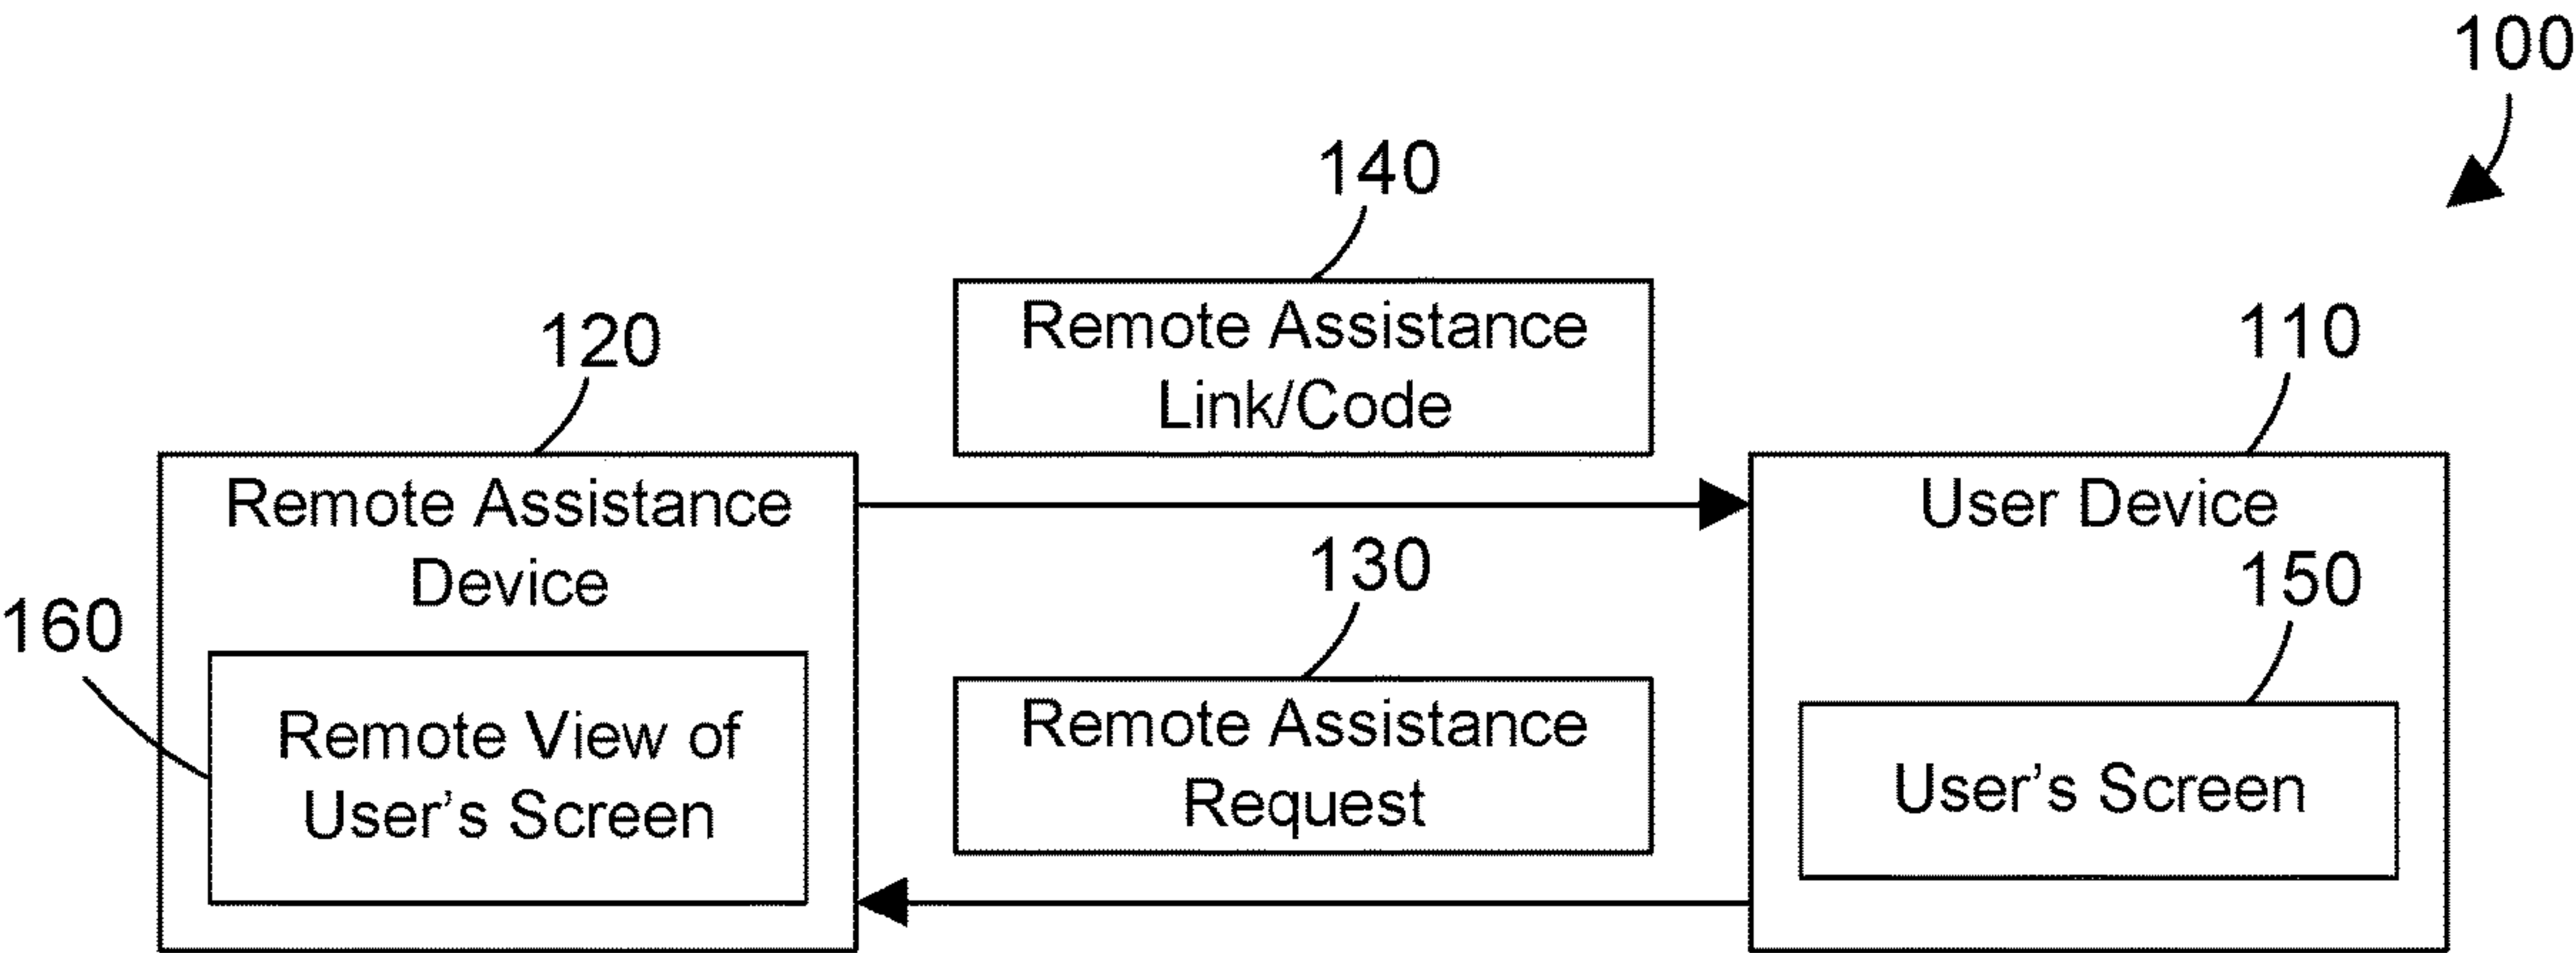 100
140
Remote Assistance
Link/Code
120
110
Remote Assistance
Device
User Device
130
150
160
Remote View of
User's Screen
Remote Assistance
Request
User's Screen